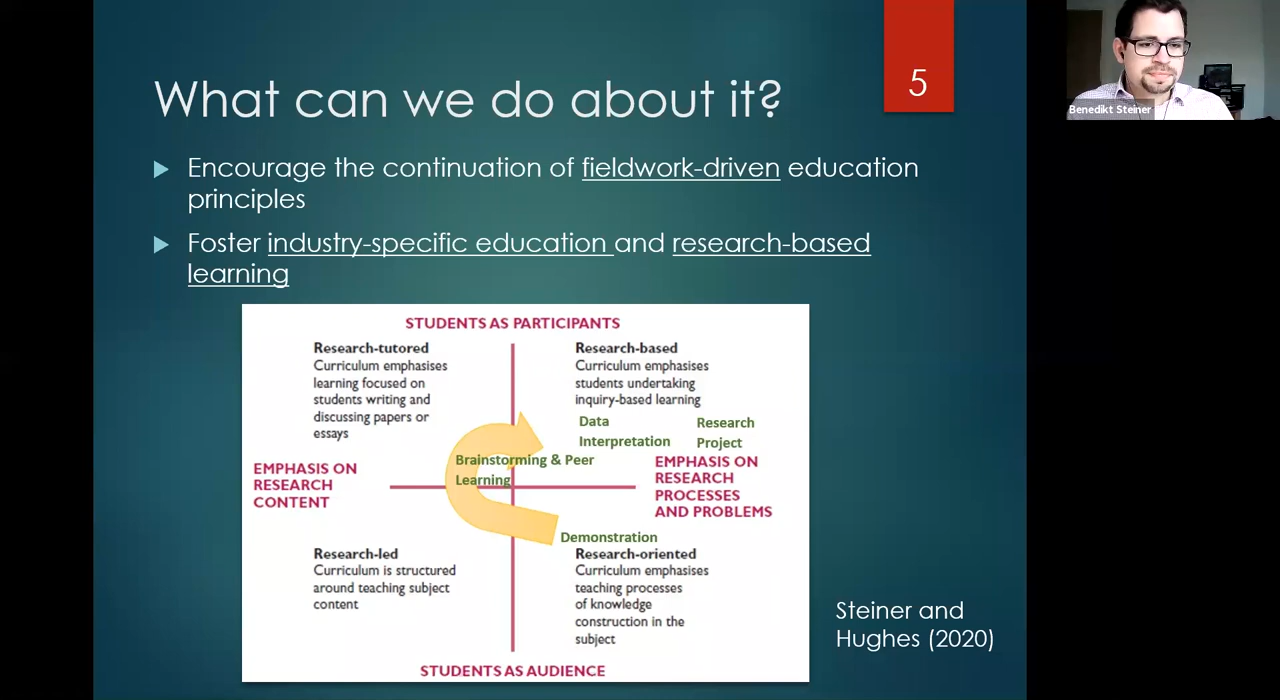 What can we do about it?
5
Encourage the continuation of fieldwork-driven education
principles
Foster industry-specific education and research-based
learning
STUDENTS AS PARTICIPANTS
Research-tutored
Curriculum emphasises
learning focused on
students writing and
discussing papers or
essays
Research-based
Curriculum emphasises
students undertaking
inquiry-based learning
Data
Interpretation
Research
Project
Brainstorming & Peer
Learning
EMPHASIS ON
RESEARCH
CONTENT
EMPHASIS ON
RESEARCH
PROCESSES
AND PROBLEMS
Demonstration
Research-led
Curriculum is structured
around teaching subject
content
Research-oriented
Curriculum emphasises
teaching processes
of knowledge
construction in the
subject
STUDENTS AS AUDIENCE
Steiner and
Hughes (2020)
Benedikt Steiner